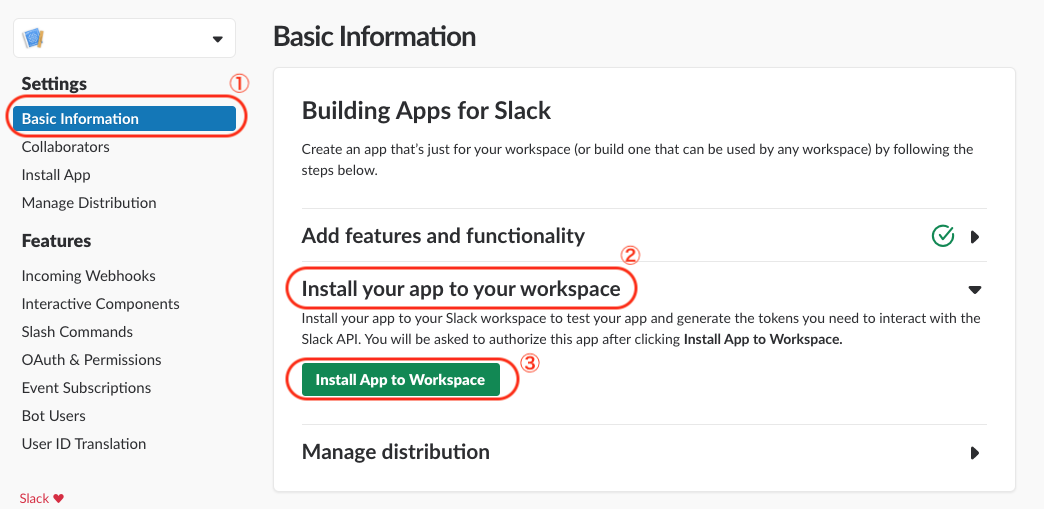 Basic Information
Settings
①
Basic Information
Collaborators
Install App
Manage Distribution
Features
Incoming Webhooks
Interactive Components
Slash Commands
OAuth & Permissions
Event Subscriptions
Bot Users
User ID Translation
Slack ♥
Building Apps for Slack
Create an app that's just for your workspace (or build one that can be used by any workspace) by following the
steps below.
Add features and functionality
②
Install your app to your workspace
Install your app to your Slack workspace to test your app and generate the tokens you need to interact with the
Slack API. You will be asked to authorize this app after clicking Install App to Workspace.
③
Install App to Workspace
Manage distribution